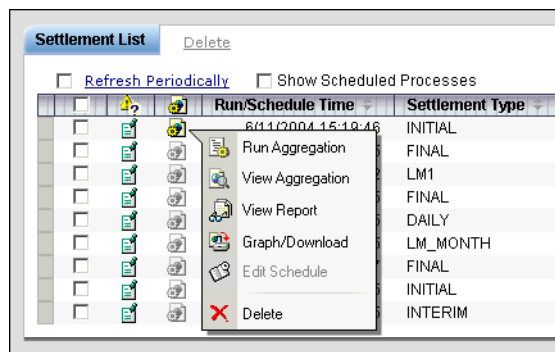 Settlement List Delete
Refresh Periodically Show Scheduled Processes
Run/Schedule Time Settlement Type
6/11/2004 15:19:46 INITIAL
Run Aggregation
FINAL
View Aggregation
LM1
FINAL
View Report
DAILY
Graph/Download
LM_MONTH
Edit Schedule
FINAL
INITIAL
Delete
INTERIM